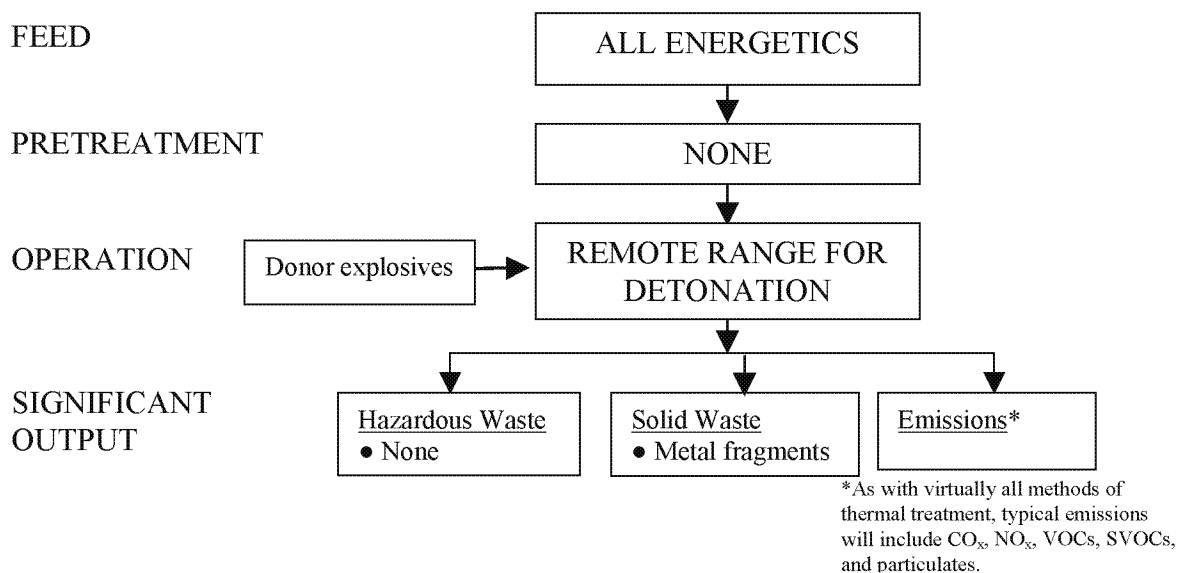 FEED
ALL ENERGETICS
PRETREATMENT
NONE
OPERATION
Donor explosives
REMOTE RANGE FOR
DETONATION
SIGNIFICANT
OUTPUT
Hazardous Waste
● None
Solid Waste
● Metal fragments
Emissions*
*As with virtually all methods of
thermal treatment, typical emissions
will include COₓ, NOₓ, VOCs, SVOCs,
and particulates.